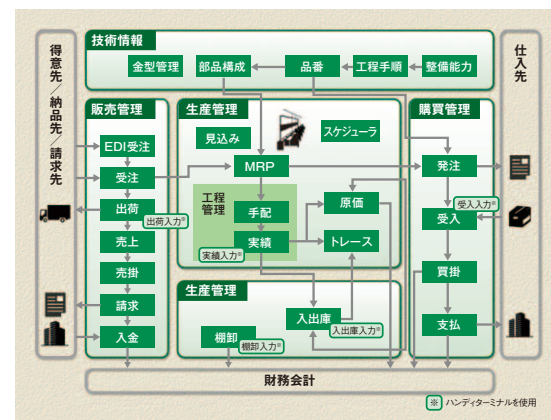 得意先／納品先／請求先
技術情報
金型管理
部品構成
品番
工程手順
整備能力
仕入先
販売管理
EDI受注
受注
出荷
出荷入力※
売上
売掛
請求
入金
生産管理
見込み
スケジューラ
MRP
工程
管理
手配
実績
実績入力※
原価
トレース
生産管理
棚卸
棚卸入力※
入出庫
入出庫入力※
購買管理
発注
受入入力※
受入
買掛
支払
財務会計
※ ハンディターミナルを使用